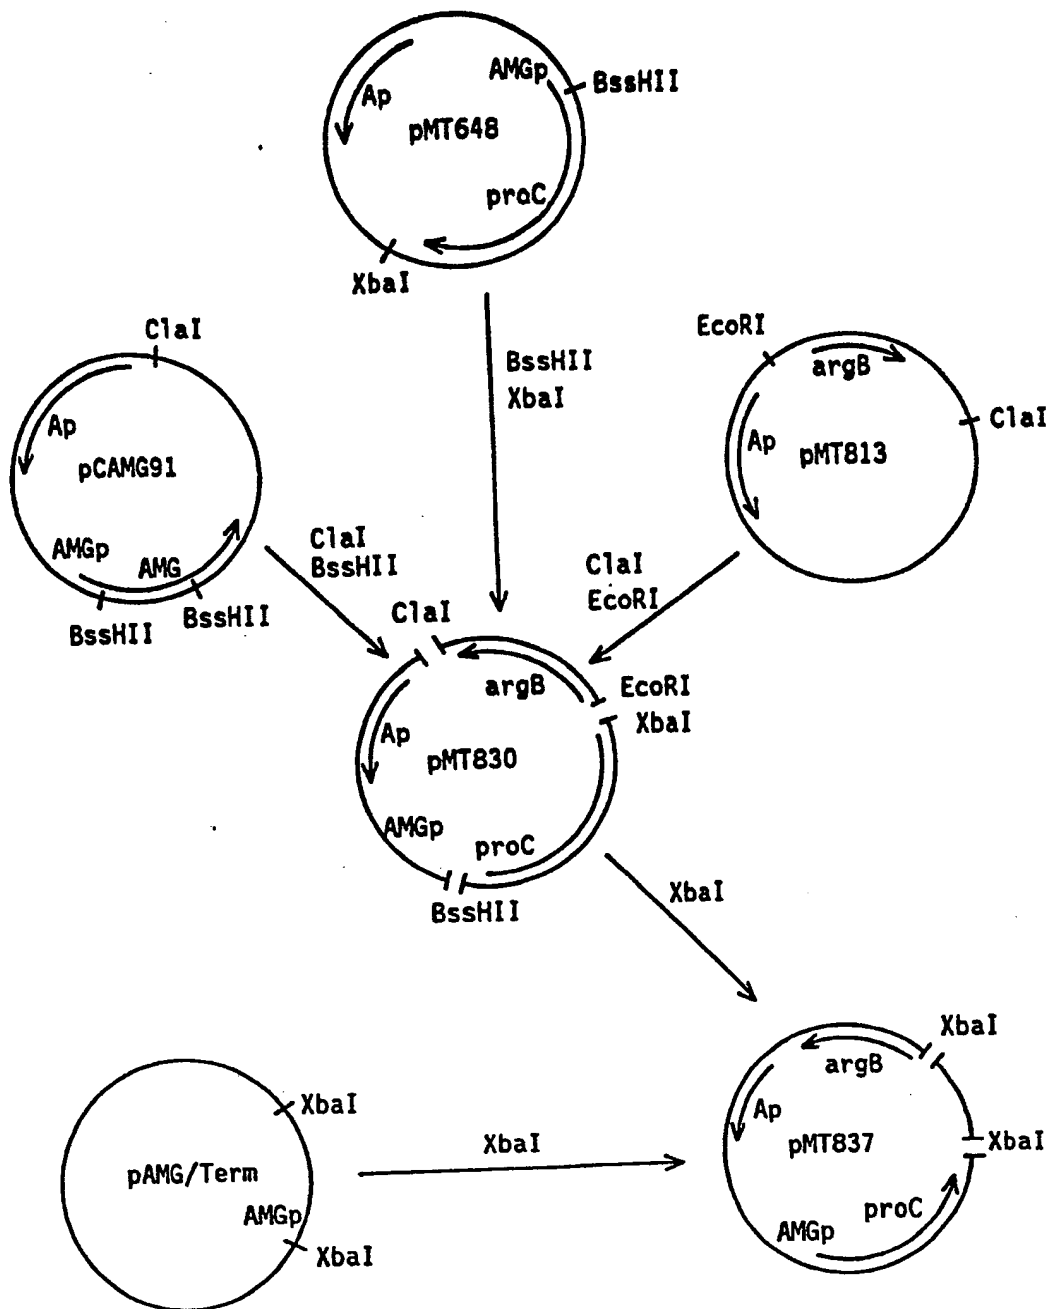 AMGp
BssHII
Ap
pMT648
proC
XbaI
ClaI
EcoRI
BssHII
XbaI
argB
ClaI
Ap
pCAMG91
Ap
pMT813
ClaI
BssHII
AMGp
AMG
BssHII
BssHII
ClaI
EcoRI
ClaI
argB
EcoRI
XbaI
Ap
pMT830
AMGp
proC
BssHII
XbaI
XbaI
argB
XbaI
Ap
pMT837
XbaI
XbaI
pAMG/Term
AMGp
XbaI
proC
AMGp